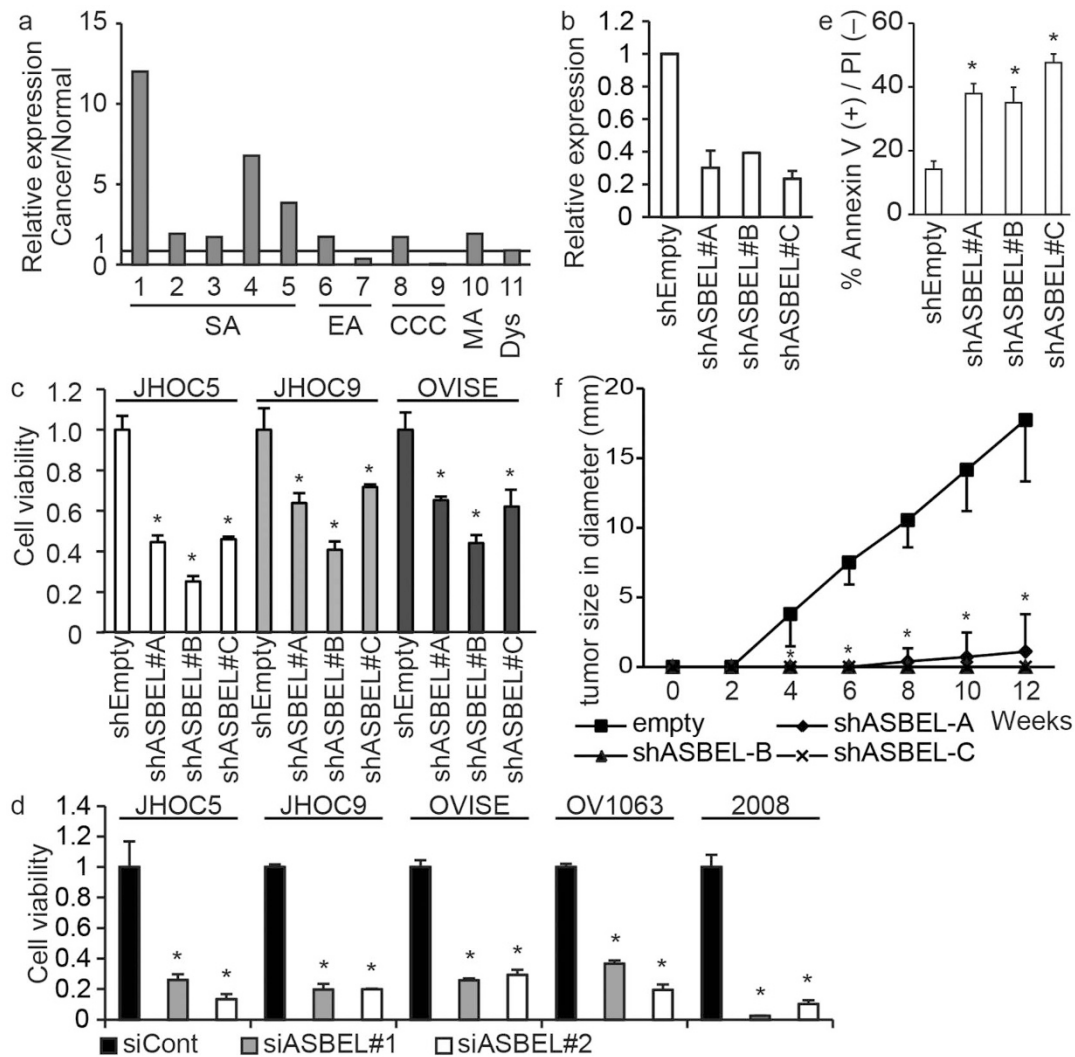 a
Relative expression
Cancer/Normal
15
10
5
1
0
1 2 3 4 5 6 7 8 9 10 11
SA EA CCC MA Dys
b
Relative expression
1.2
1
0.8
0.6
0.4
0.2
0
shEmpty
shASBEL#A
shASBEL#B
shASBEL#C
e
% Annexin V (+) / PI (–)
60
40
20
0
* * *
shEmpty
shASBEL#A
shASBEL#B
shASBEL#C
c
JHOC5 JHOC9 OVISE
Cell viability
1.2
1.0
0.8
0.6
0.4
0.2
0
* * * * * * * * *
shEmpty
shASBEL#A
shASBEL#B
shASBEL#C
shEmpty
shASBEL#A
shASBEL#B
shASBEL#C
shEmpty
shASBEL#A
shASBEL#B
shASBEL#C
f
tumor size in diameter (mm)
20
15
10
5
0
* * * * *
0 2 4 6 8 10 12 Weeks
empty shASBEL-A
shASBEL-B shASBEL-C
d
JHOC5 JHOC9 OVISE OV1063 2008
Cell viability
1.4
1.2
1
0.8
0.6
0.4
0.2
0
* * * * * * * * * *
siCont siASBEL#1 siASBEL#2